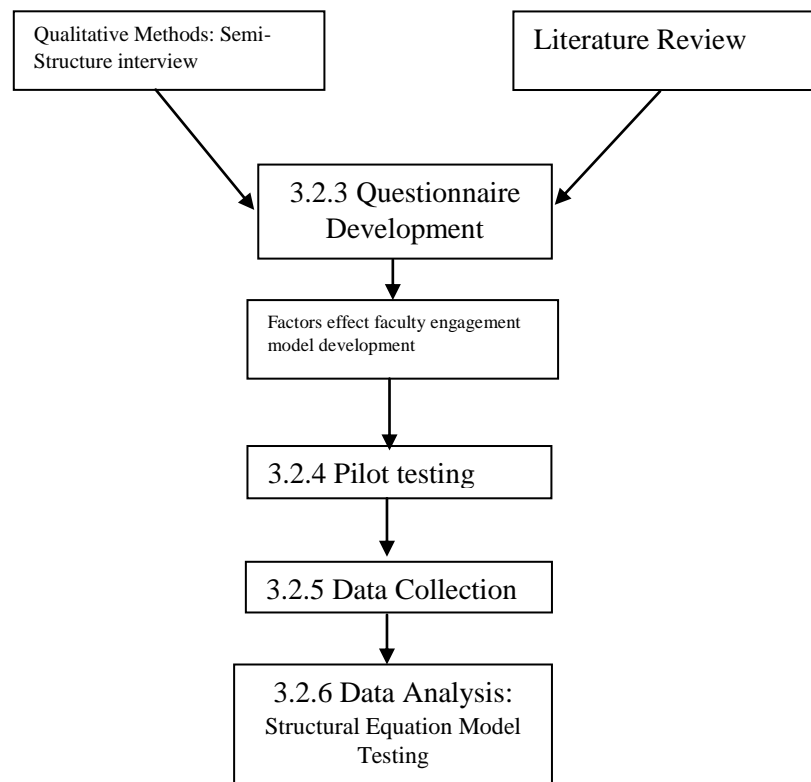 Qualitative Methods: Semi-
Structure interview
Literature Review
3.2.3 Questionnaire
Development
Factors effect faculty engagement
model development
3.2.4 Pilot testing
3.2.5 Data Collection
3.2.6 Data Analysis:
Structural Equation Model
Testing